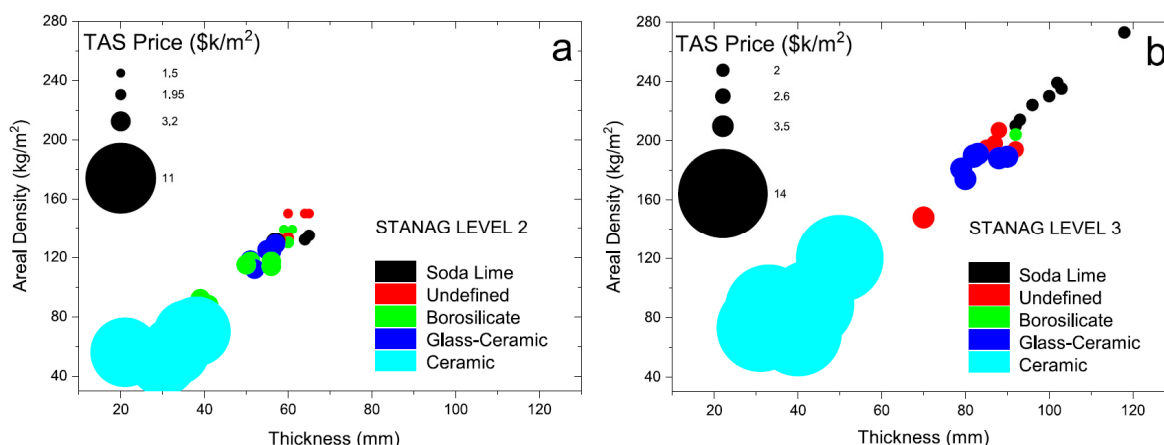 a
TAS Price ($k/m²)
1.5
1.95
3.2
11
STANAG LEVEL 2
Soda Lime
Undefined
Borosilicate
Glass-Ceramic
Ceramic
280
240
200
160
120
80
40
Areal Density (kg/m²)
20 40 60 80 100 120
Thickness (mm)
b
TAS Price ($k/m²)
2
2.6
3.5
14
STANAG LEVEL 3
Soda Lime
Undefined
Borosilicate
Glass-Ceramic
Ceramic
280
240
200
160
120
80
40
Areal Density (kg/m²)
20 40 60 80 100 120
Thickness (mm)